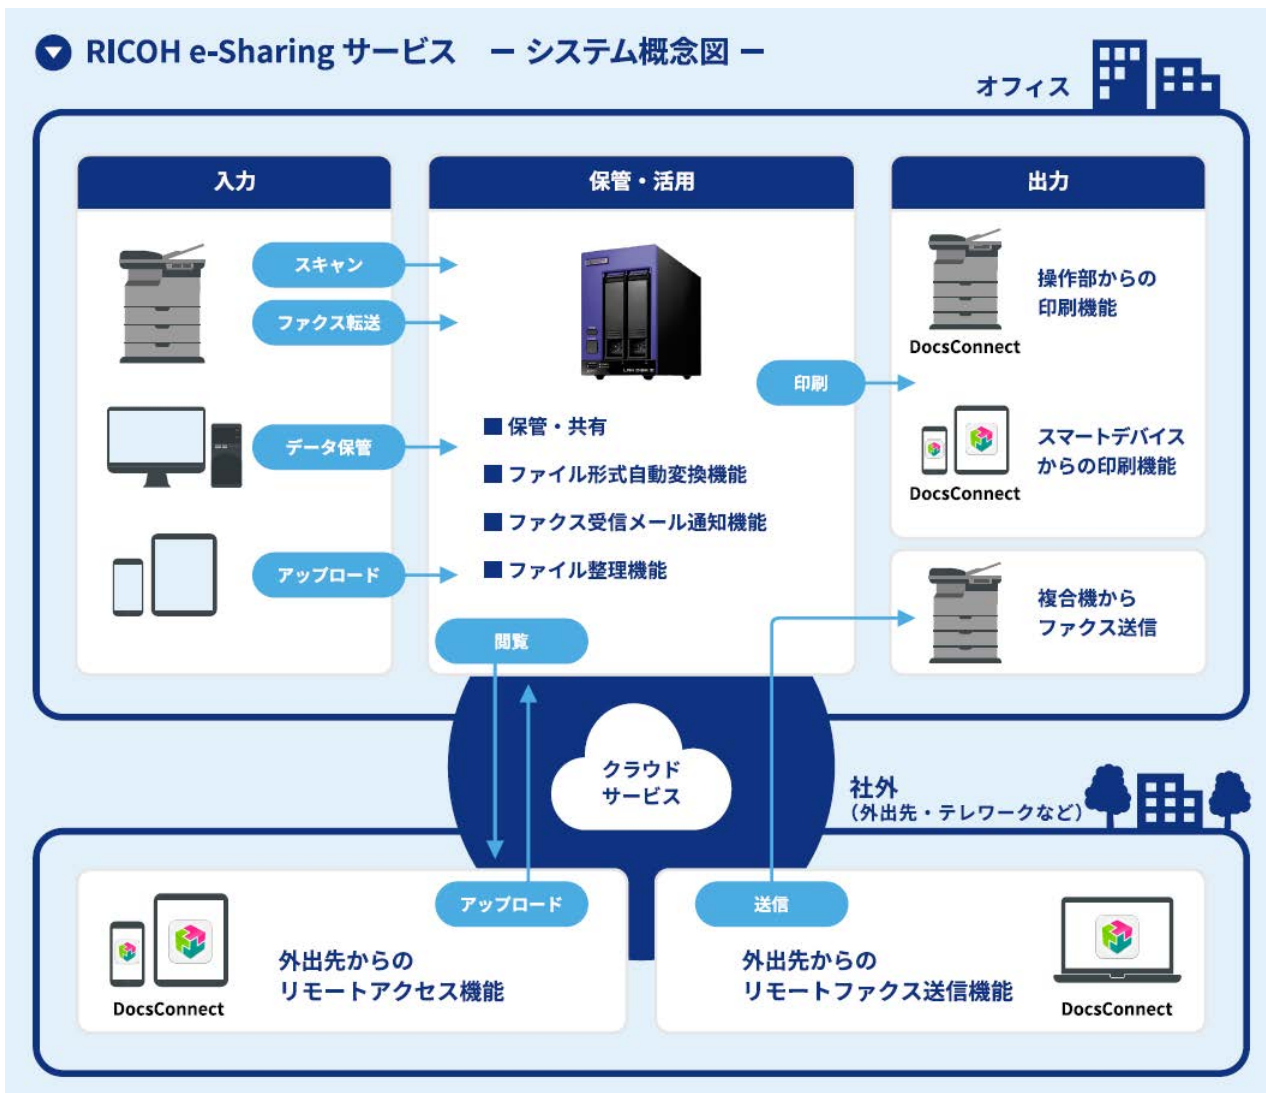 RICOH e-Sharing サービス ー システム概念図 ー
オフィス
入力
スキャン
ファクス転送
データ保管
アップロード
保管・活用
■ 保管・共有
■ ファイル形式自動変換機能
■ ファクス受信メール通知機能
■ ファイル整理機能
閲覧
印刷
出力
DocsConnect
操作部からの
印刷機能
DocsConnect
スマートデバイス
からの印刷機能
複合機から
ファクス送信
クラウド
サービス
社外
(外出先・テレワークなど)
アップロード
DocsConnect
外出先からの
リモートアクセス機能
送信
外出先からの
リモートファクス送信機能
DocsConnect